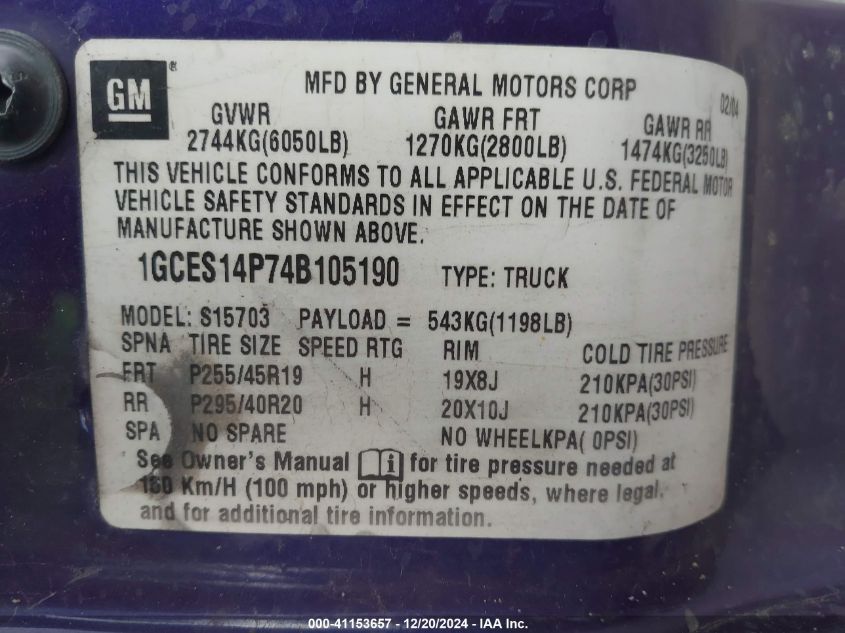 GM®
MFD BY GENERAL MOTORS CORP
02/04
GVWR GAWR FRT GAWR RR
2744KG(6050LB) 1270KG(2800LB) 1474KG(3250LB)
THIS VEHICLE CONFORMS TO ALL APPLICABLE U.S. FEDERAL MOTOR
VEHICLE SAFETY STANDARDS IN EFFECT ON THE DATE OF
MANUFACTURE SHOWN ABOVE.
1GCES14P74B105190 TYPE: TRUCK
MODEL: S15703 PAYLOAD = 543KG(1198LB)
SPNA TIRE SIZE SPEED RTG RIM COLD TIRE PRESSURE
FRT P255/45R19 H 19X8J 210KPA(30PSI)
RR P295/40R20 H 20X10J 210KPA(30PSI)
SPA NO SPARE NO WHEELKPA( 0PSI)
See Owner's Manual i for tire pressure needed at
160 Km/H (100 mph) or higher speeds, where legal.
and for additional tire information.
000-41153657 - 12/20/2024 - IAA Inc.